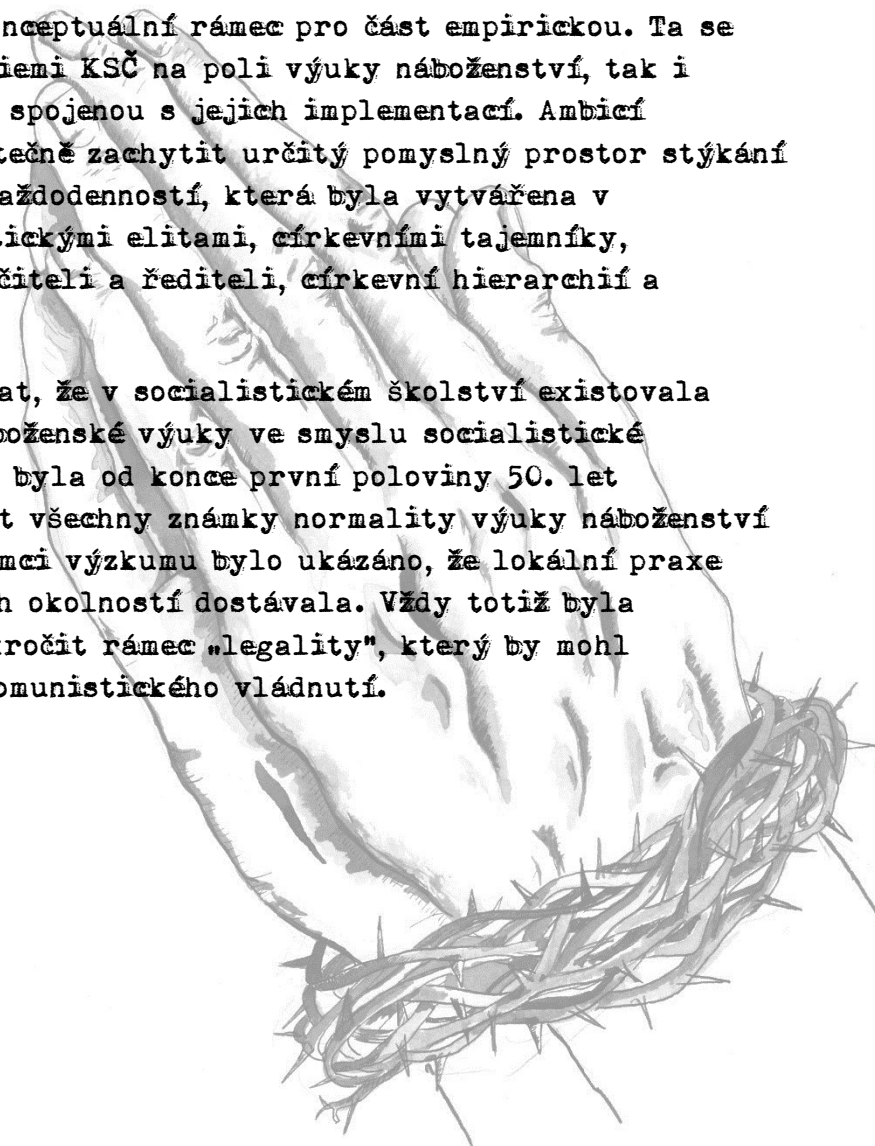 nceptuální rámec pro část empirickou. Ta se
iemi KSČ na poli výuky náboženství, tak i
spojenou s jejich implementací. Ambicí
tečně zachytit určitý pomyslný prostor stýkání
aždodenností, která byla vytvářena v
tickými elitami, církevními tajemníky,
čiteli a řediteli, církevní hierarchií a
at, že v socialistickém školství existovala
boženské výuky ve smyslu socialistické
byla od konce první poloviny 50. let
t všechny známky normality výuky náboženství
mci výzkumu bylo ukázáno, že lokální praxe
h okolností dostávala. Vždy totiž byla
kročit rámec „legality", který by mohl
omunistického vládnutí.